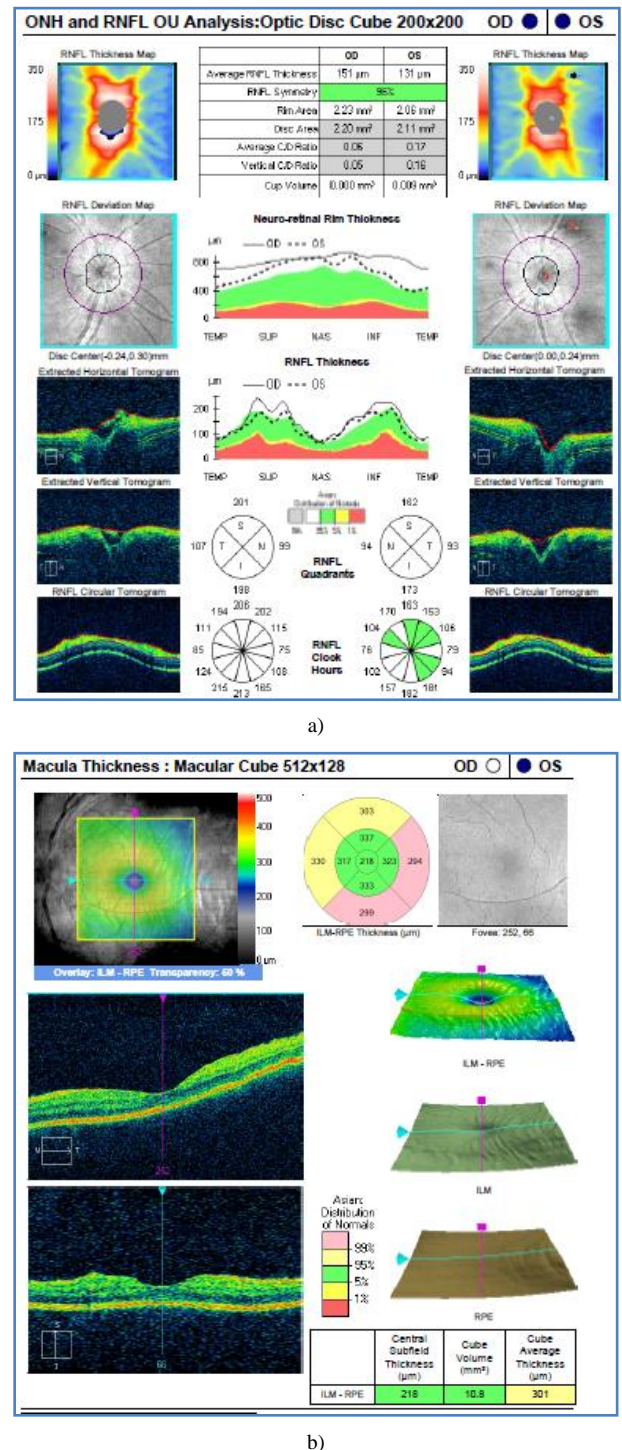 ONH and RNFL OU Analysis:Optic Disc Cube 200x200 OD OS
RNFL Thickness Map
350
175
0 µm
OD OS
Average RNFL Thickness 151 µm 131 µm
RNFL Symmetry 96%
Rim Area 2.23 mm² 2.06 mm²
Disc Area 2.20 mm² 2.11 mm²
Average C/D Ratio 0.06 0.17
Vertical C/D Ratio 0.05 0.16
Cup Volume 0.000 mm³ 0.009 mm³
RNFL Thickness Map
350
175
0 µm
RNFL Deviation Map
Disc Center(-0.24,0.30)mm
Neuro-retinal Rim Thickness
µm OD OS
800
400
0
TEMP SUP NAS INF TEMP
RNFL Deviation Map
Disc Center(0.00,0.24)mm
Extracted Horizontal Tomogram
RNFL Thickness
µm OD OS
200
100
0
TEMP SUP NAS INF TEMP
Extracted Horizontal Tomogram
Extracted Vertical Tomogram
201
107 S T N I 99
198
Asian:
Distribution of Normals
NA 95% 5% 1%
RNFL
Quadrants
162
94 S N T I 93
173
Extracted Vertical Tomogram
RNFL Circular Tomogram
206
194 202
111 115
85 75
124 108
215 165
213
RNFL
Clock
Hours
163
170 153
104 106
76 79
102 94
157 181
182
RNFL Circular Tomogram
a)
Macula Thickness : Macular Cube 512x128 OD OS
500
400
300
200
100
0 µm
Overlay: ILM - RPE Transparency: 60 %
303
337
330 317 218 323 294
333
299
ILM-RPE Thickness (µm)
Fovea: 252, 66
ILM - RPE
N T
252
ILM
S
I
66
Asian:
Distribution
of Normals
99%
95%
5%
1%
RPE
Central Subfield Thickness (µm) Cube Volume (mm³) Cube Average Thickness (µm)
ILM - RPE 218 10.8 301
b)